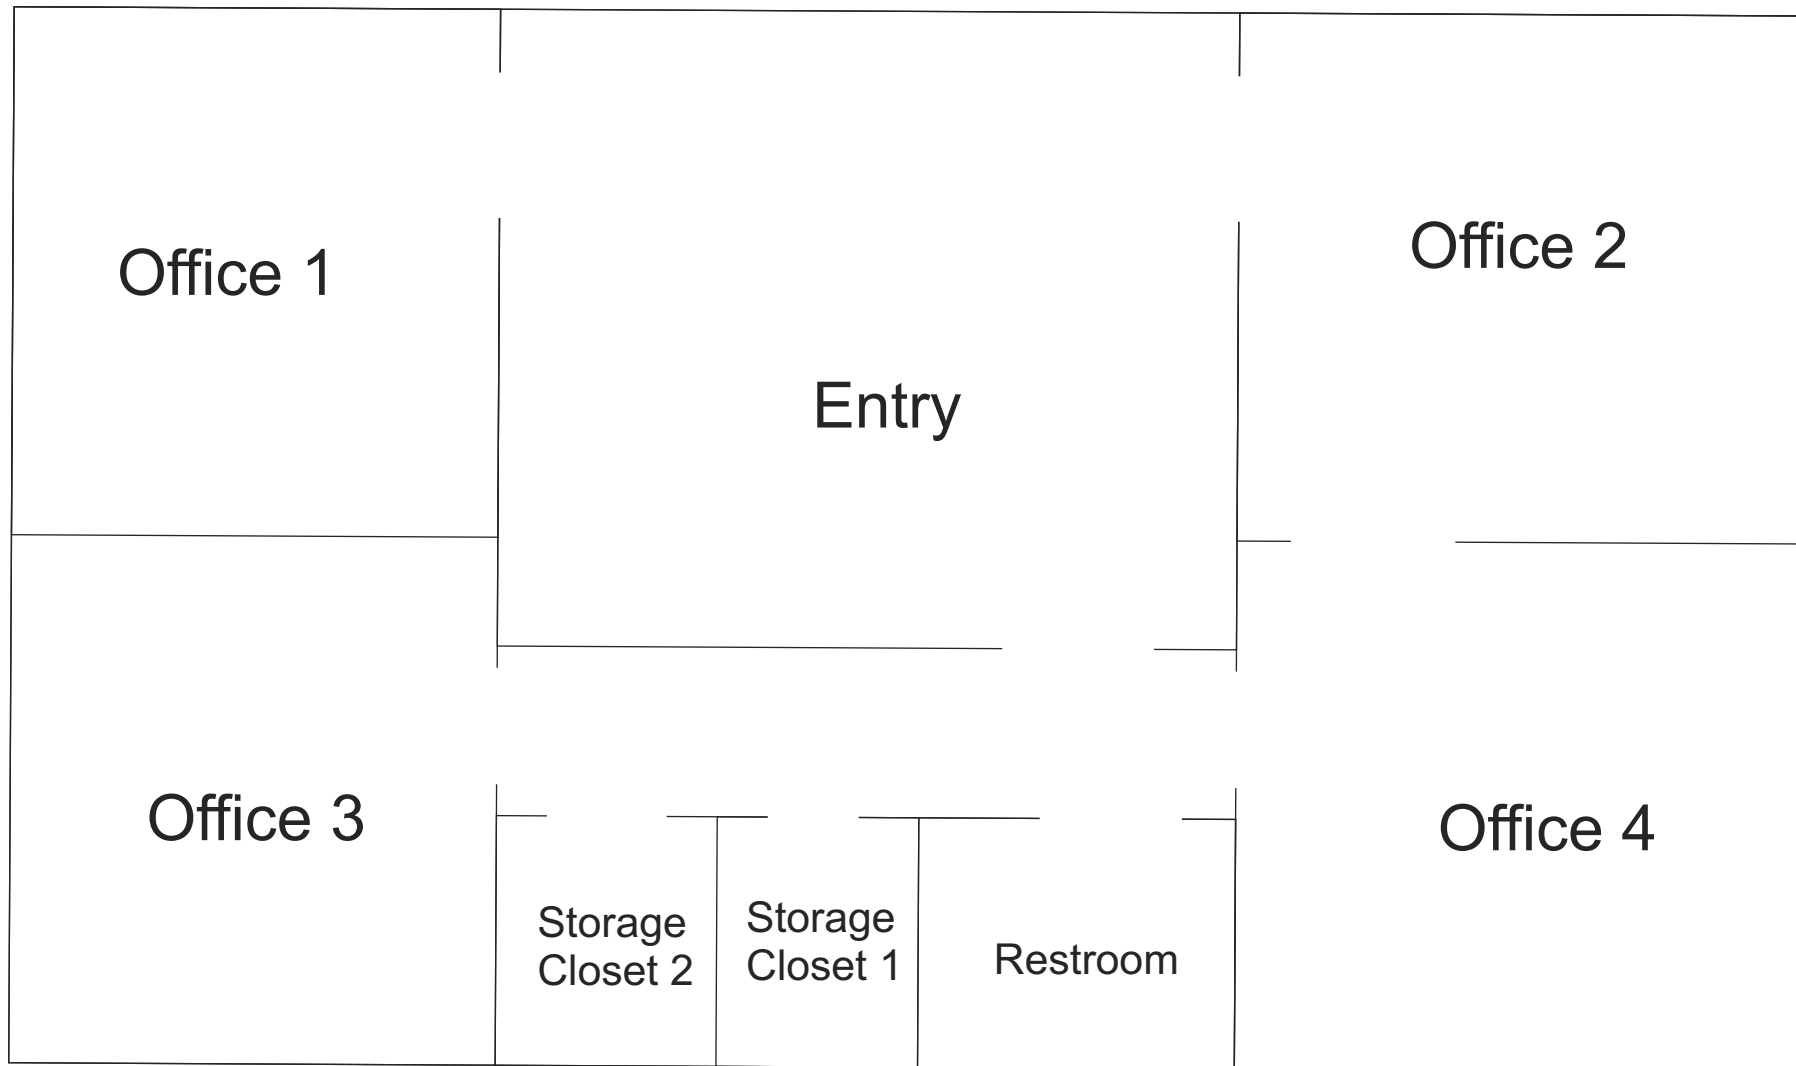 Office 1
Office 2
Entry
Office 3
Office 4
Storage
Closet 2
Storage
Closet 1
Restroom